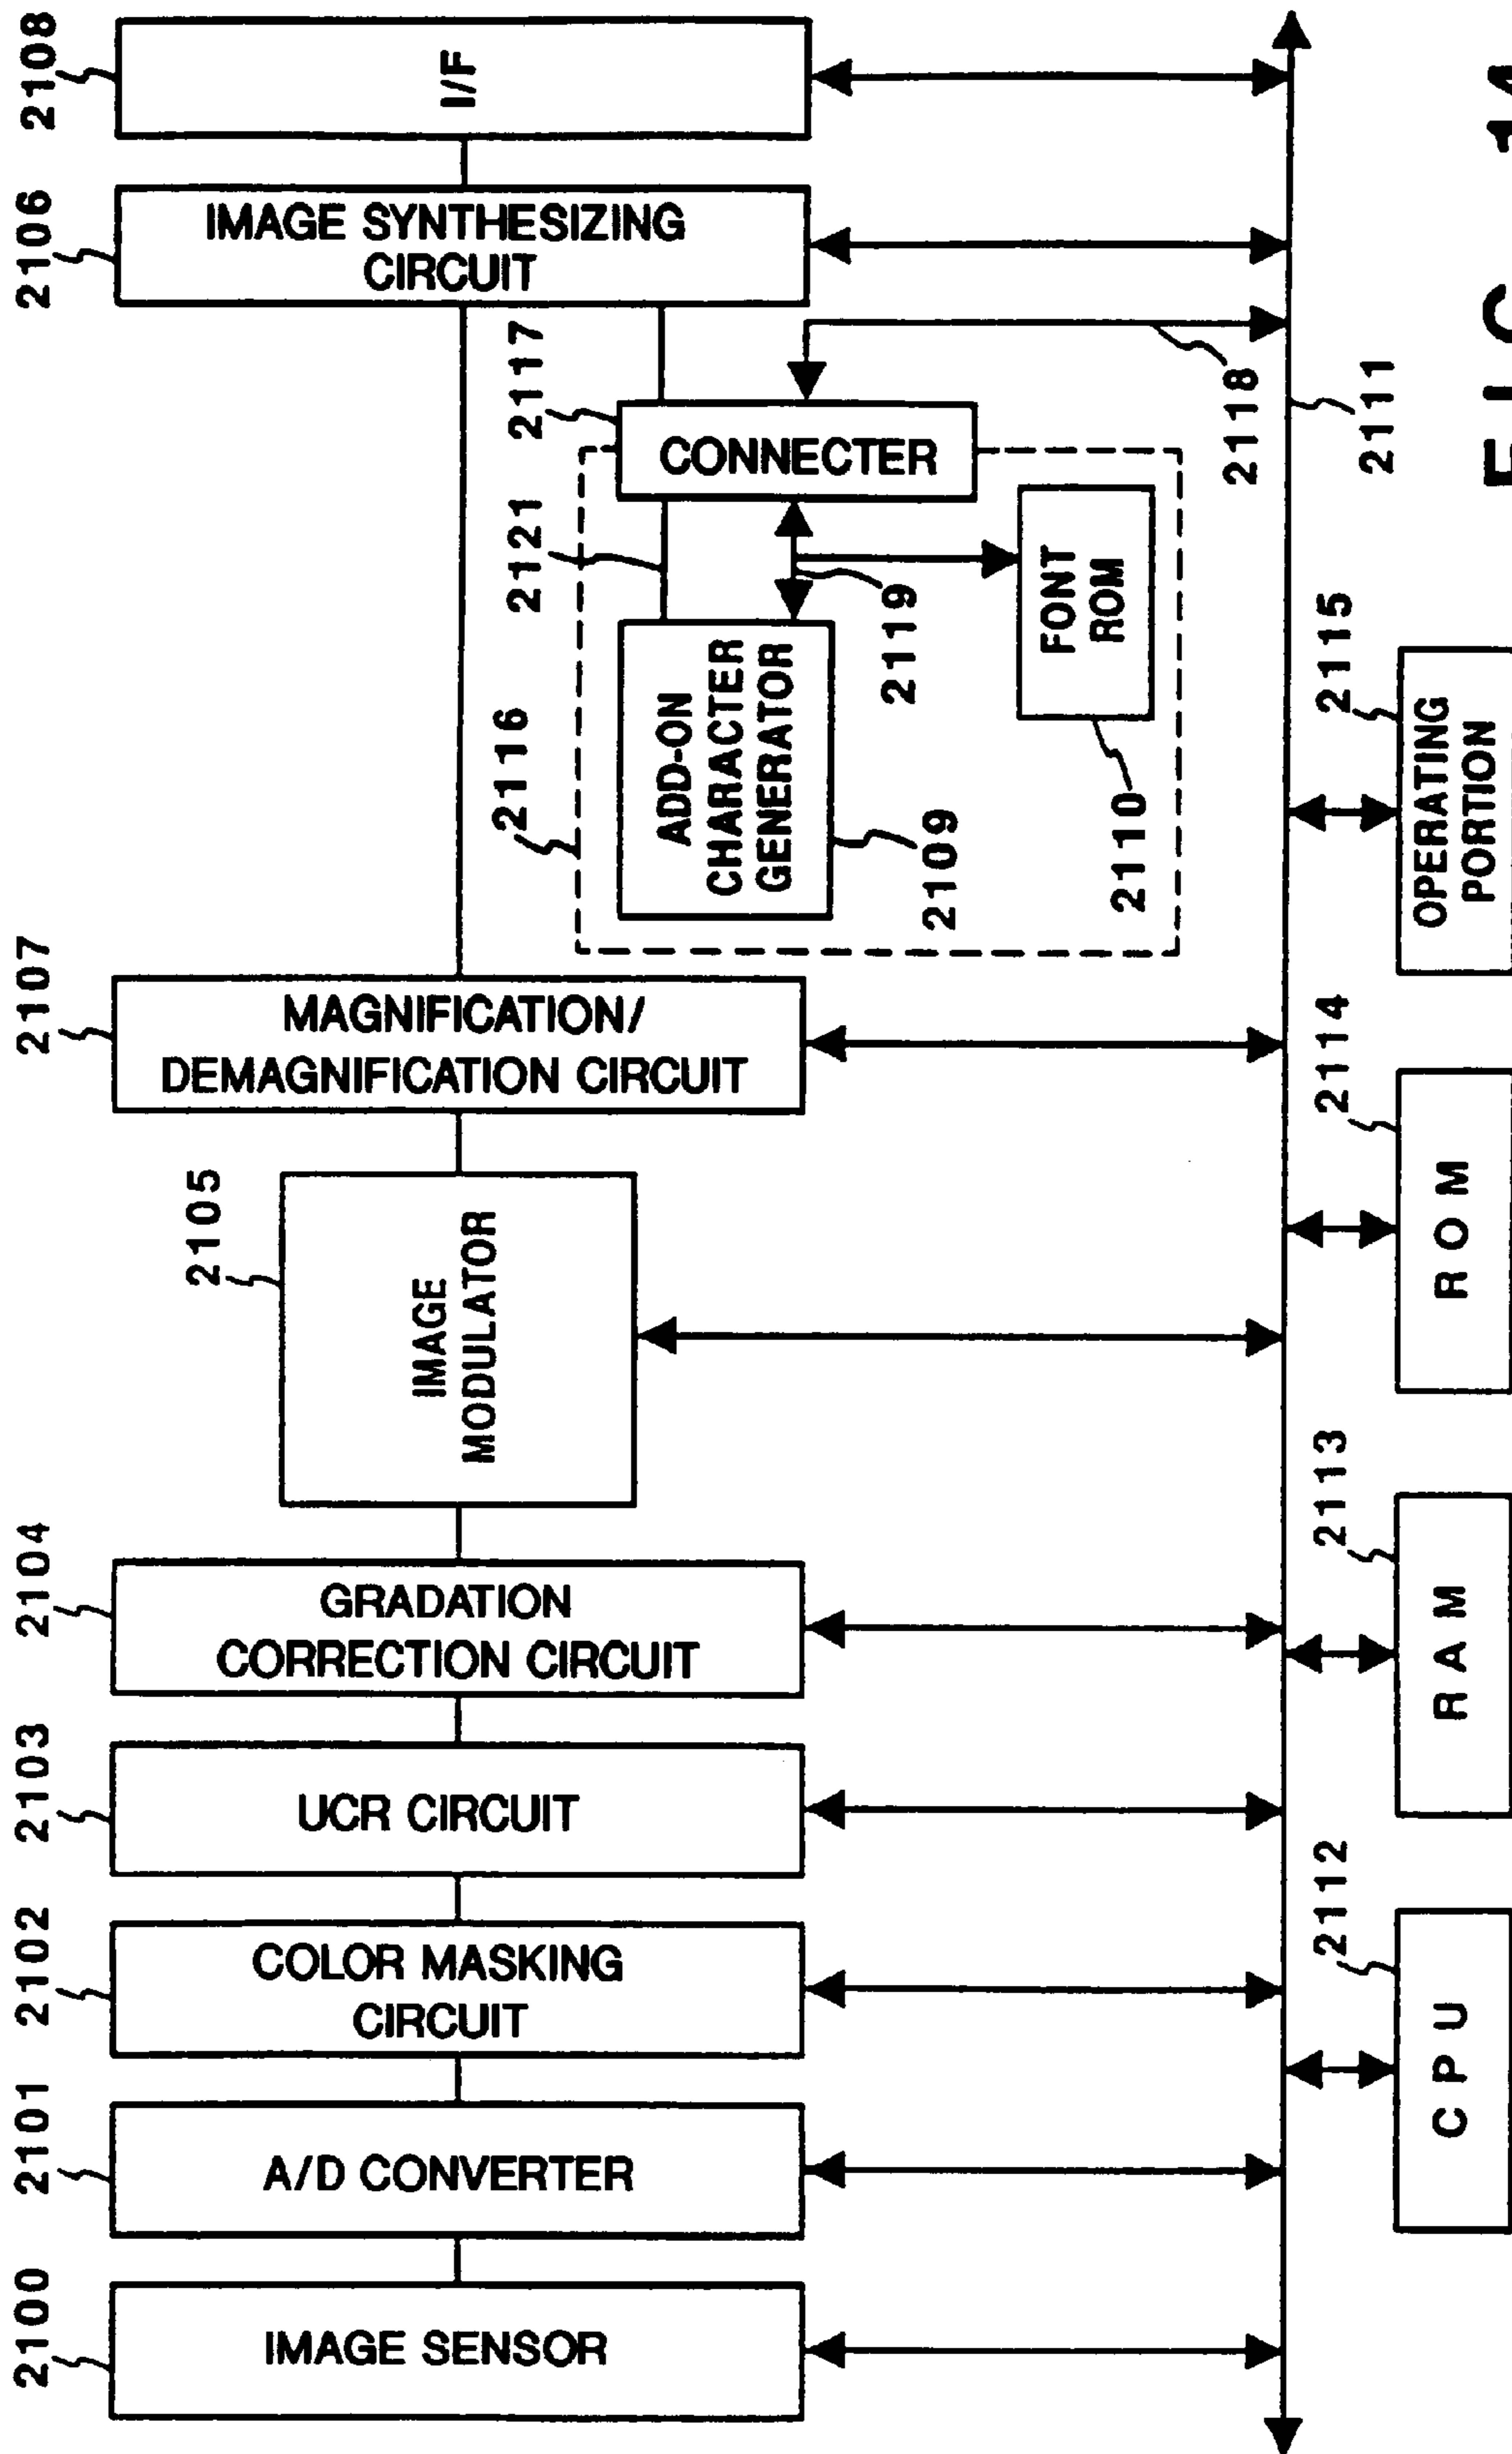 2100
IMAGE SENSOR
2101
A/D CONVERTER
2102
COLOR MASKING
CIRCUIT
2103
UCR CIRCUIT
2104
GRADATION
CORRECTION CIRCUIT
2105
IMAGE
MODULATOR
2107
MAGNIFICATION/
DEMAGNIFICATION CIRCUIT
2106
IMAGE SYNTHESIZING
CIRCUIT
2108
I/F
2116
2121
2117
CONNECTER
ADD-ON
CHARACTER
GENERATOR
2109
2119
FONT
ROM
2110
2118
2111
2112
CPU
2113
RAM
2114
ROM
2115
OPERATING
PORTION